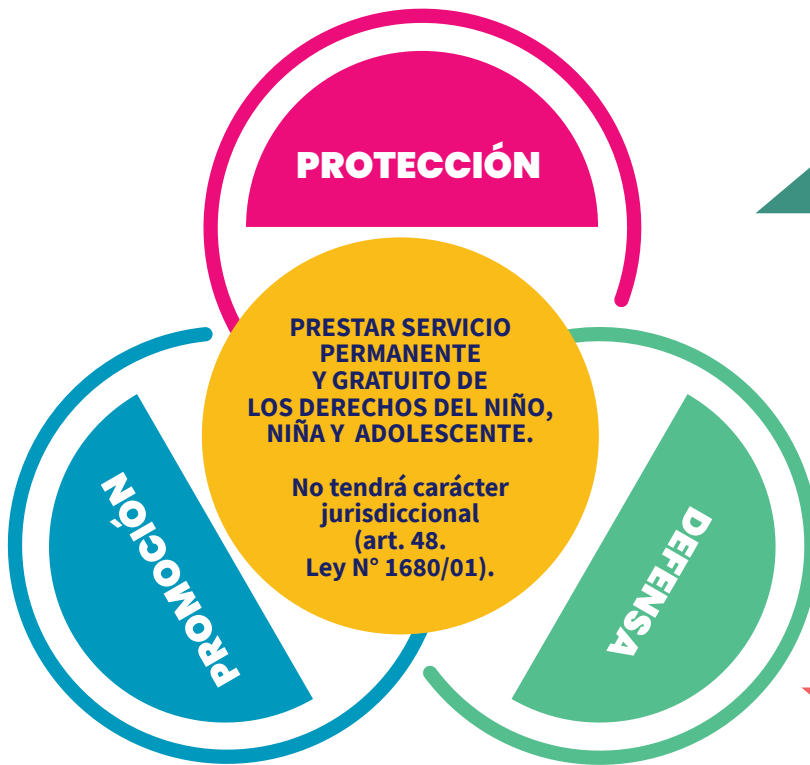 PROTECCIÓN
PRESTAR SERVICIO
PERMANENTE
Y GRATUITO DE
LOS DERECHOS DEL NIÑO,
NIÑA Y ADOLESCENTE.
No tendrá carácter
jurisdiccional
(art. 48.
Ley N° 1680/01).
PROMOCIÓN
DEFENSA